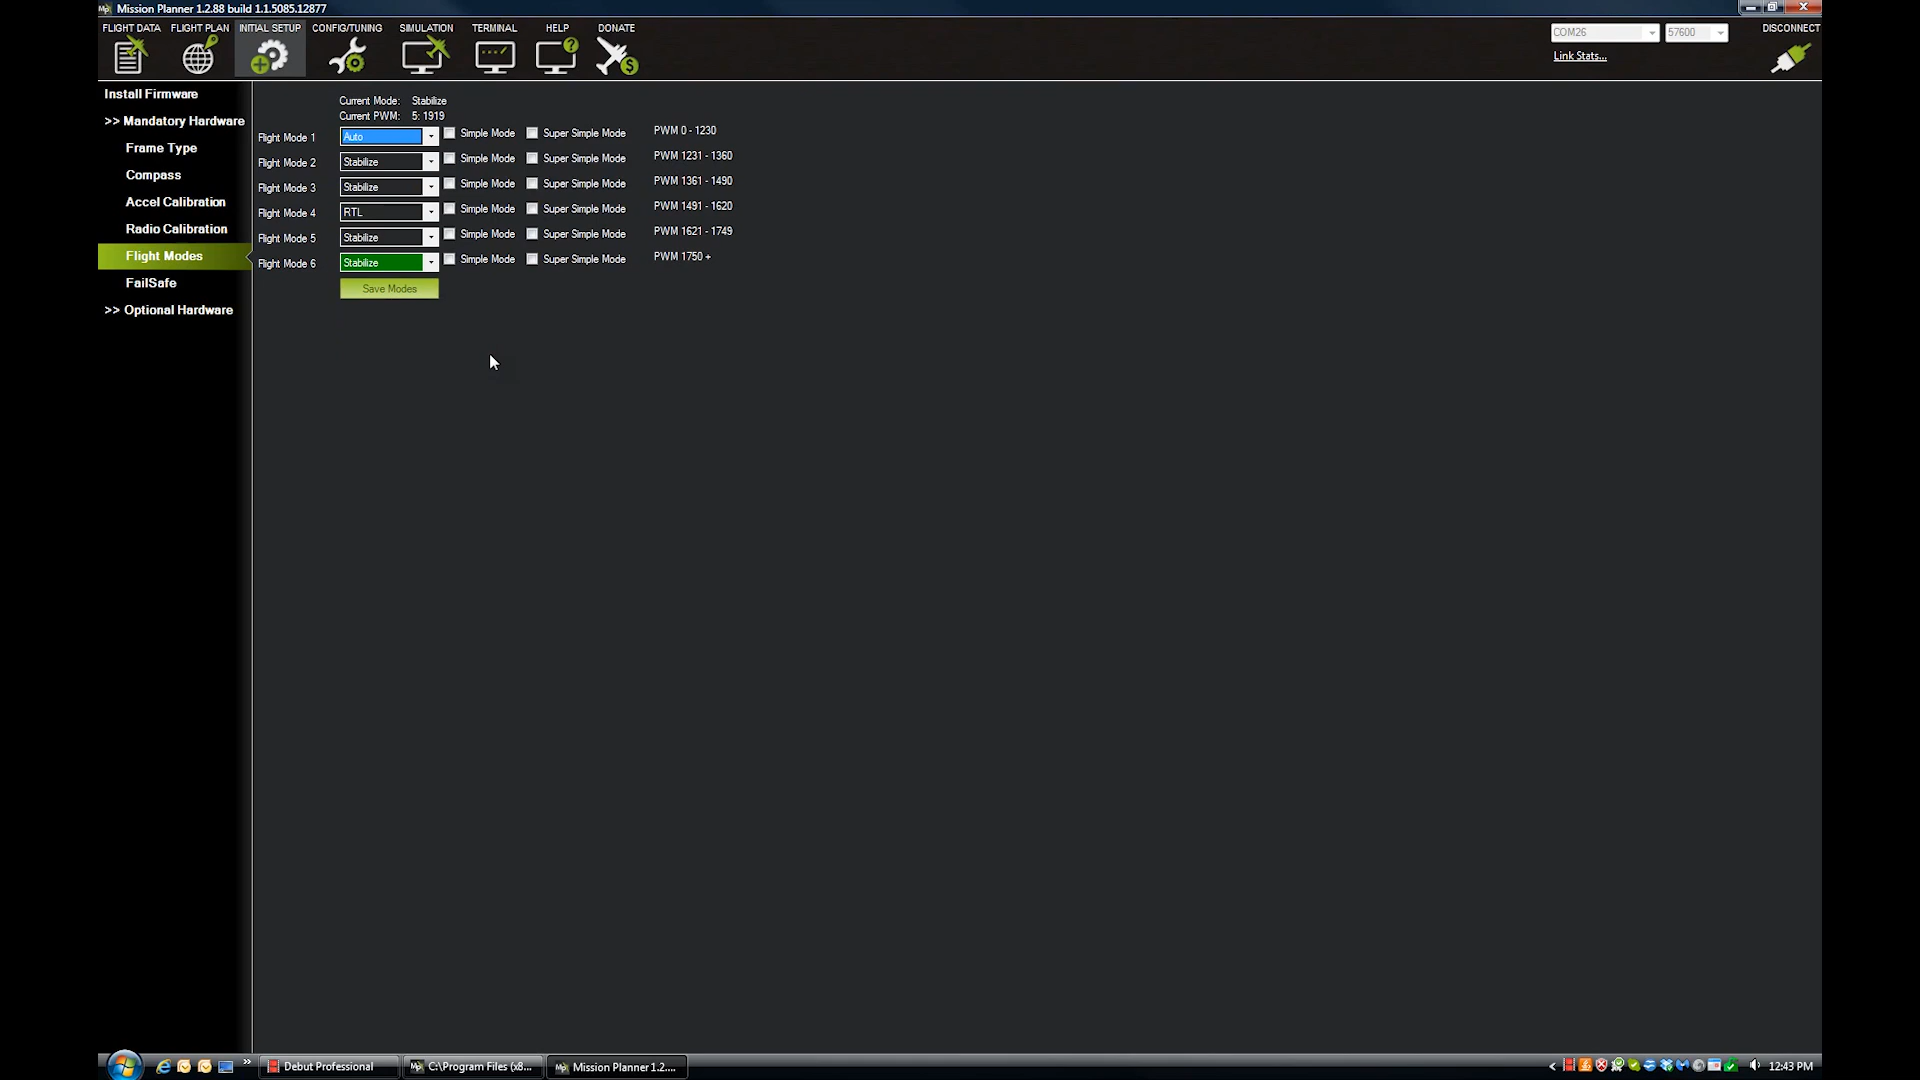 Mission Planner 1.2.88 build 1.1.5085.12877
FLIGHT DATA FLIGHT PLAN INITIAL SETUP CONFIG/TUNING SIMULATION TERMINAL HELP DONATE
COM26 57600 DISCONNECT
Link Stats...
Install Firmware
>> Mandatory Hardware
Frame Type
Compass
Accel Calibration
Radio Calibration
Flight Modes
FailSafe
>> Optional Hardware
Current Mode: Stabilize
Current PWM: 5: 1919
Flight Mode 1 Auto Simple Mode Super Simple Mode PWM 0 - 1230
Flight Mode 2 Stabilize Simple Mode Super Simple Mode PWM 1231 - 1360
Flight Mode 3 Stabilize Simple Mode Super Simple Mode PWM 1361 - 1490
Flight Mode 4 RTL Simple Mode Super Simple Mode PWM 1491 - 1620
Flight Mode 5 Stabilize Simple Mode Super Simple Mode PWM 1621 - 1749
Flight Mode 6 Stabilize Simple Mode Super Simple Mode PWM 1750 +
Save Modes
Debut Professional C:\Program Files (x8... Mission Planner 1.2.... 12:43 PM